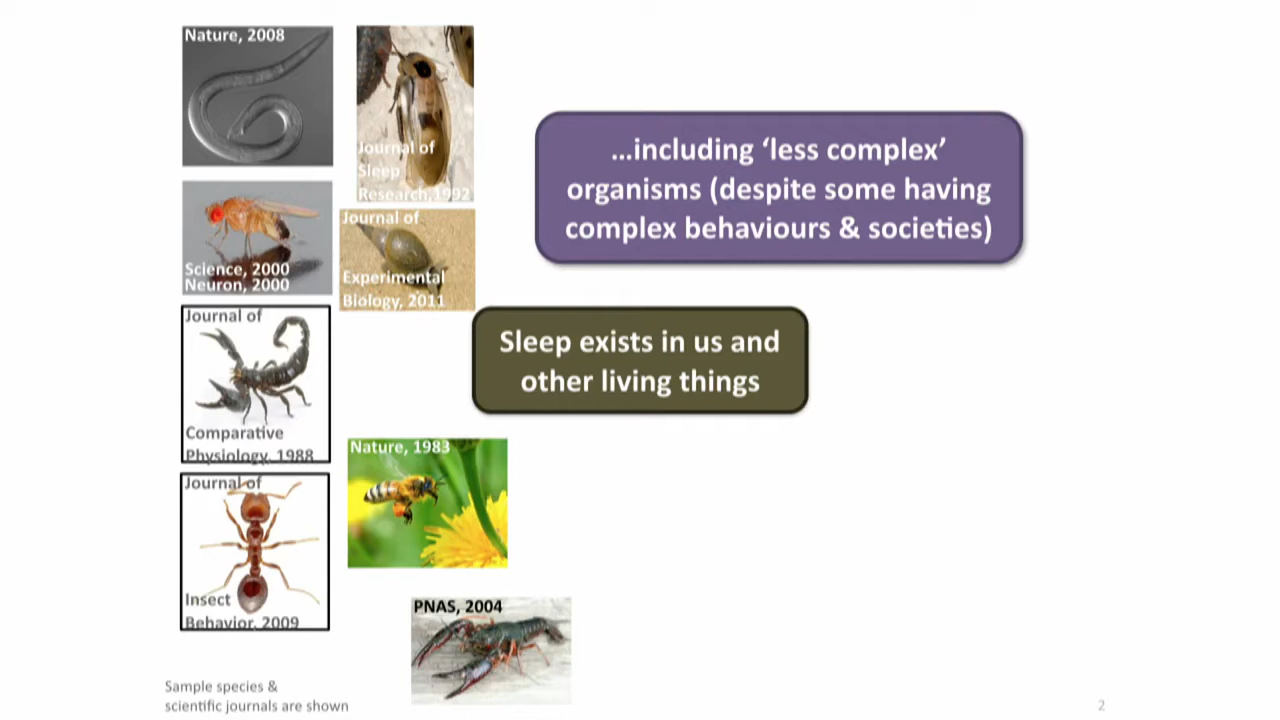 Nature, 2008
Journal of
Sleep
Research,1992
Science, 2000
Neuron, 2000
Journal of
Experimental
Biology, 2011
Journal of
Comparative
Physiology, 1988
Journal of
Insect
Behavior, 2009
Nature, 1983
PNAS, 2004
…including ‘less complex’
organisms (despite some having
complex behaviours & societies)
Sleep exists in us and
other living things
Sample species &
scientific journals are shown
2